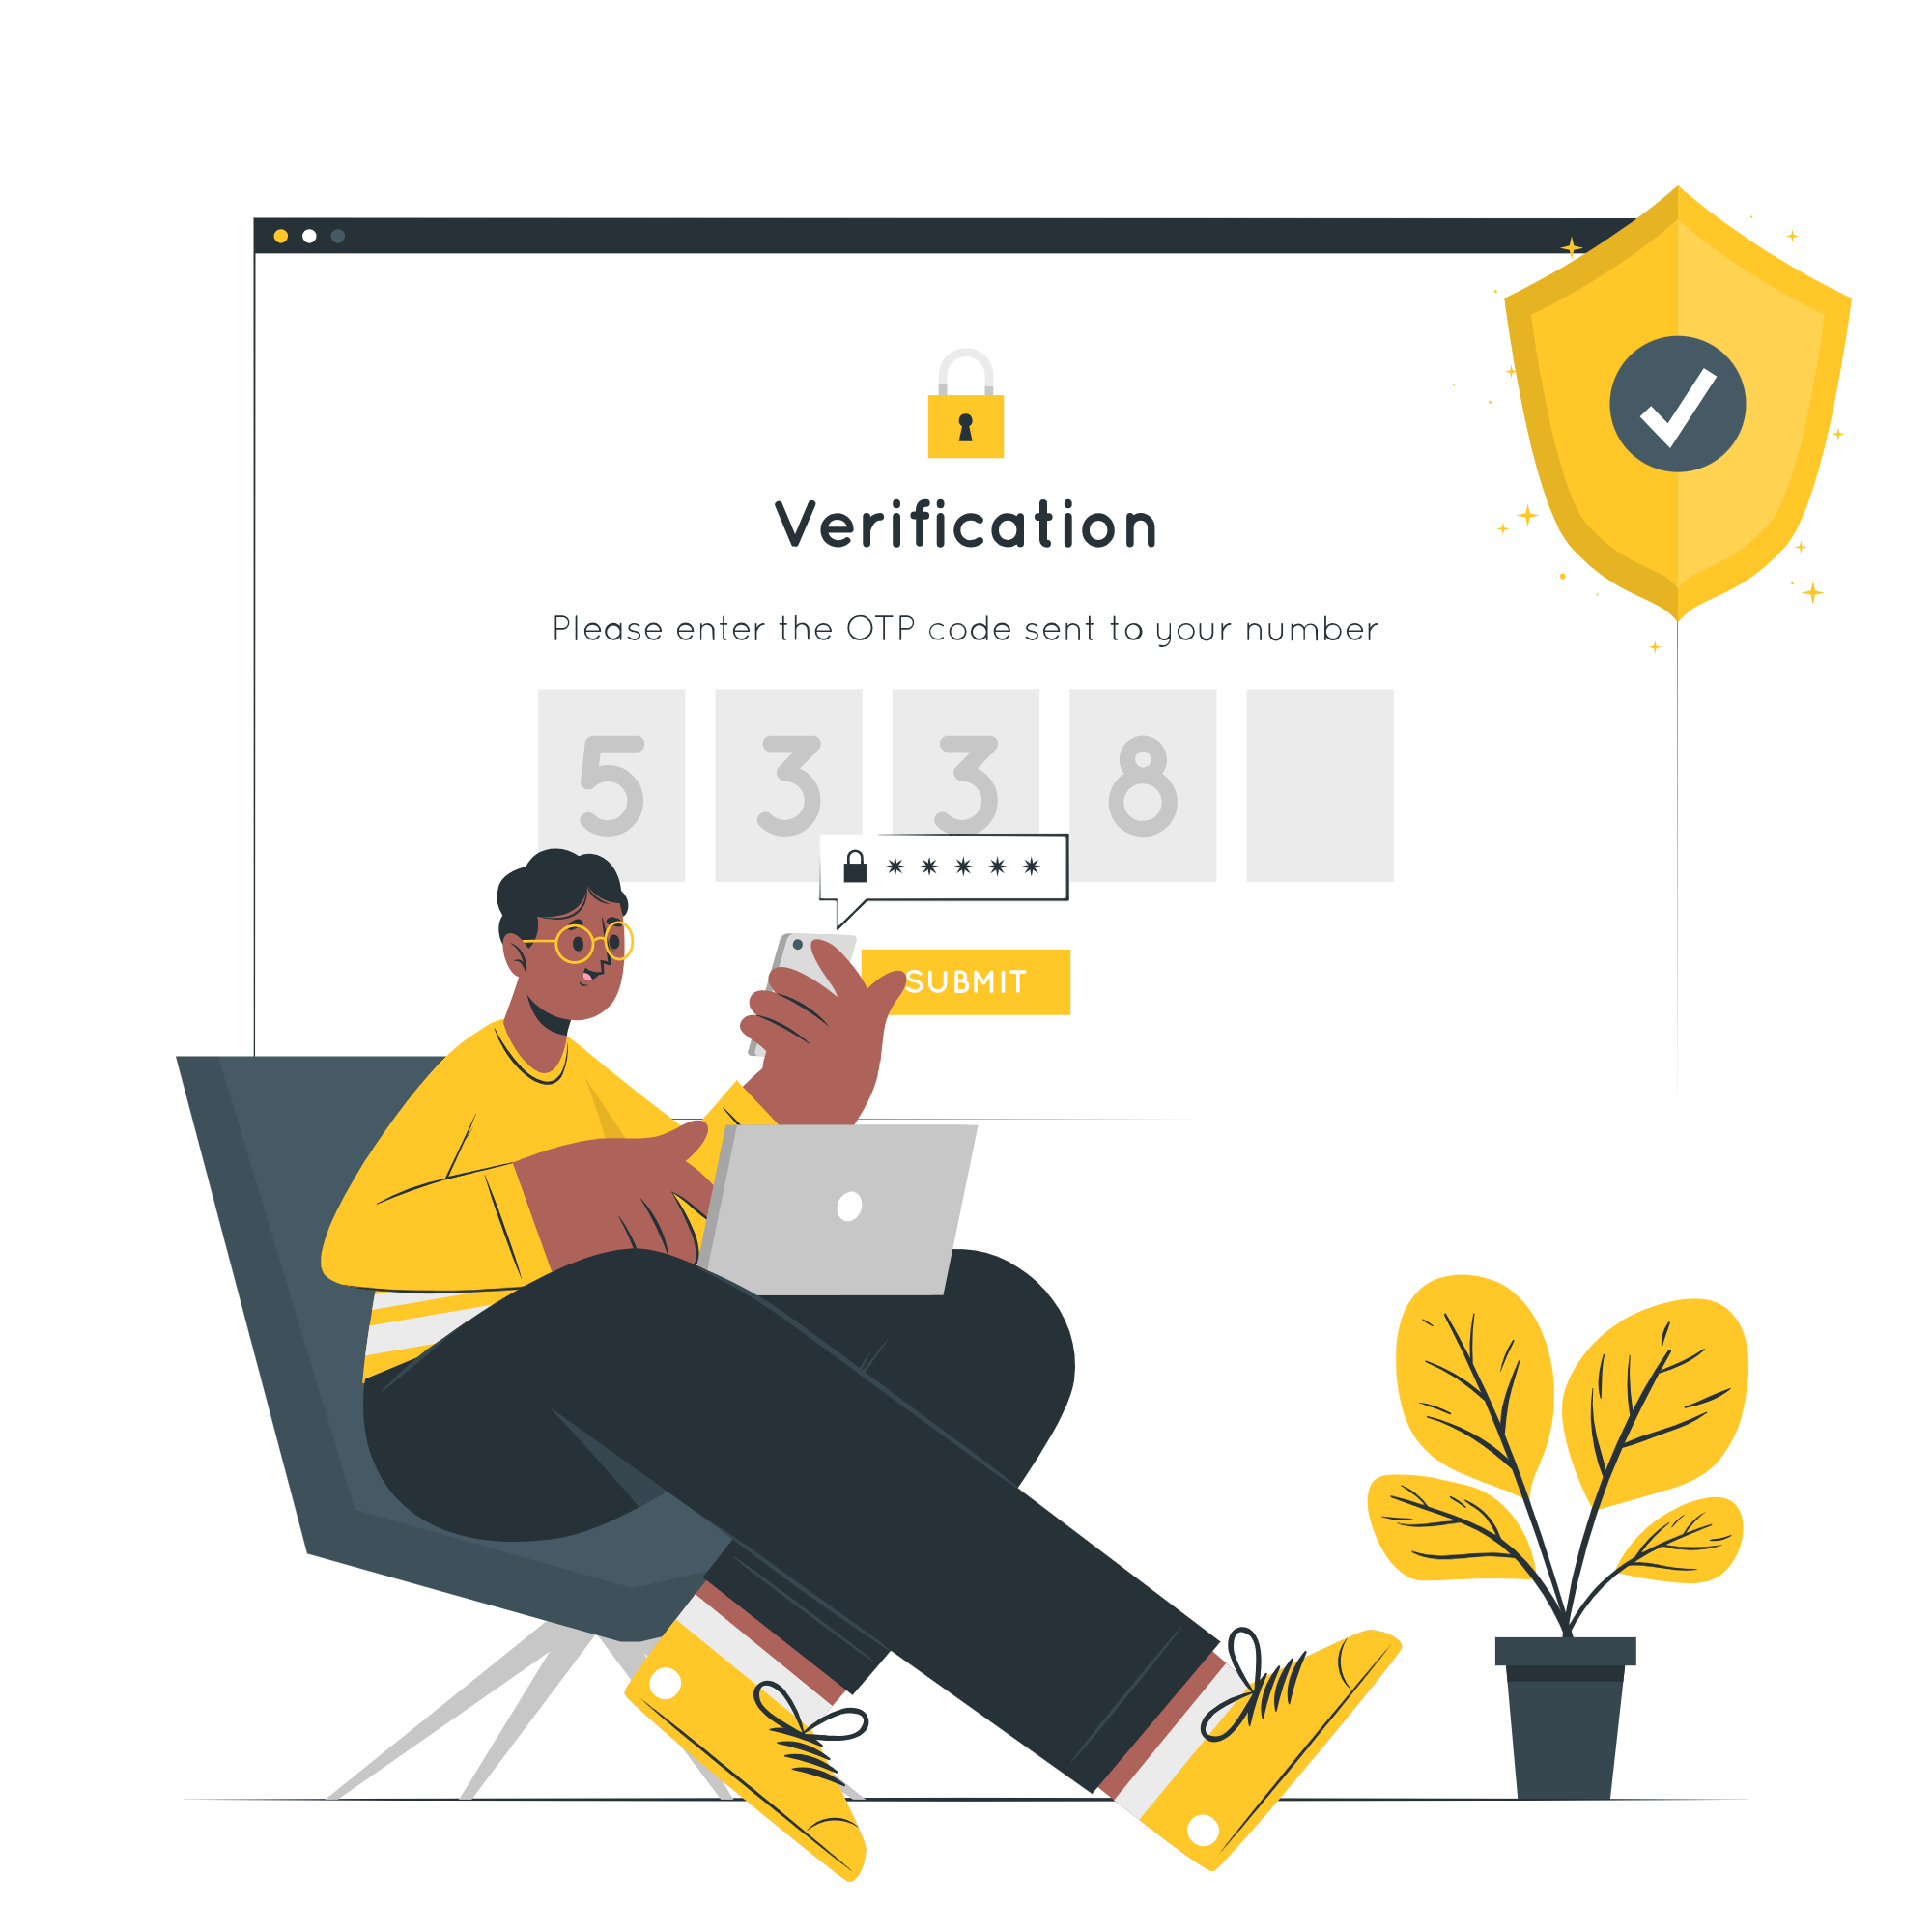 Verification
Please enter the OTP code sent to your number
5 3 3 8
* * * * *
SUBMIT